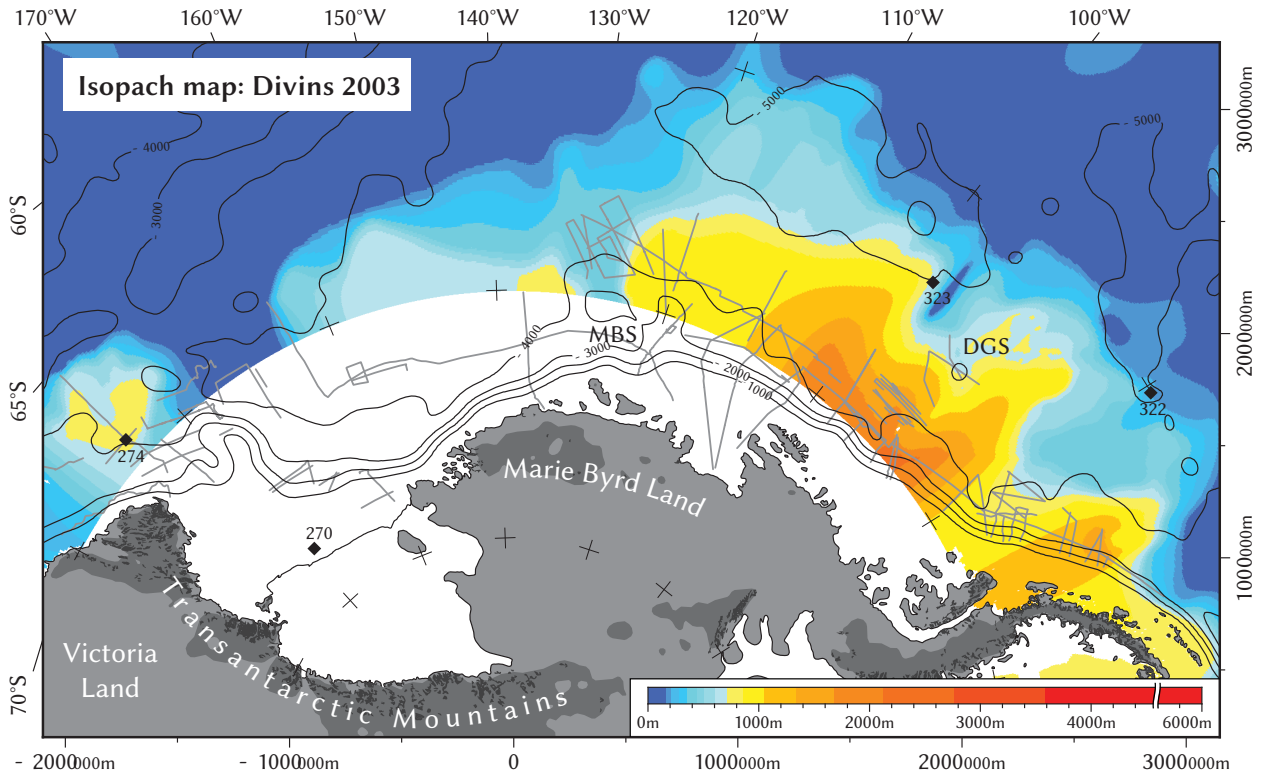 170°W 160°W 150°W 140°W 130°W 120°W 110°W 100°W
Isopach map: Divins 2003
- 5000
- 5000
- 4000
- 3000
3000000m
60°S
323
MBS
DGS
- 4000
- 3000
- 2000
- 1000
2000000m
65°S
322
274
Marie Byrd Land
270
1000000m
Transantarctic Mountains
Victoria
Land
70°S
0m 1000m 2000m 3000m 4000m 6000m
- 2000000m - 1000000m 0 1000000m 2000000m 3000000m